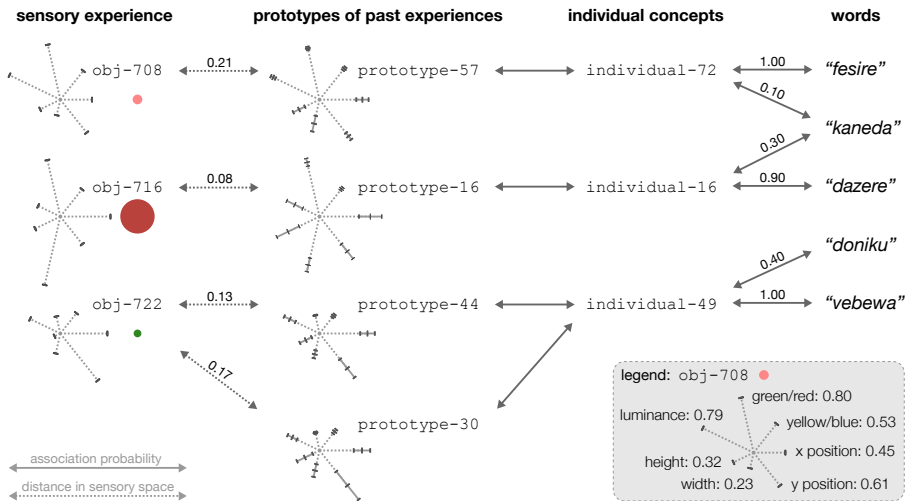 sensory experience prototypes of past experiences individual concepts words
obj-708 0.21 prototype-57 individual-72 1.00 “fesire”
0.10
“kaneda”
0.30
obj-716 0.08 prototype-16 individual-16 0.90 “dazere”
“doniku”
0.40
obj-722 0.13 prototype-44 individual-49 1.00 “vebewa”
0.17
prototype-30
legend: obj-708
green/red: 0.80
luminance: 0.79
yellow/blue: 0.53
x position: 0.45
height: 0.32
width: 0.23
y position: 0.61
association probability
distance in sensory space